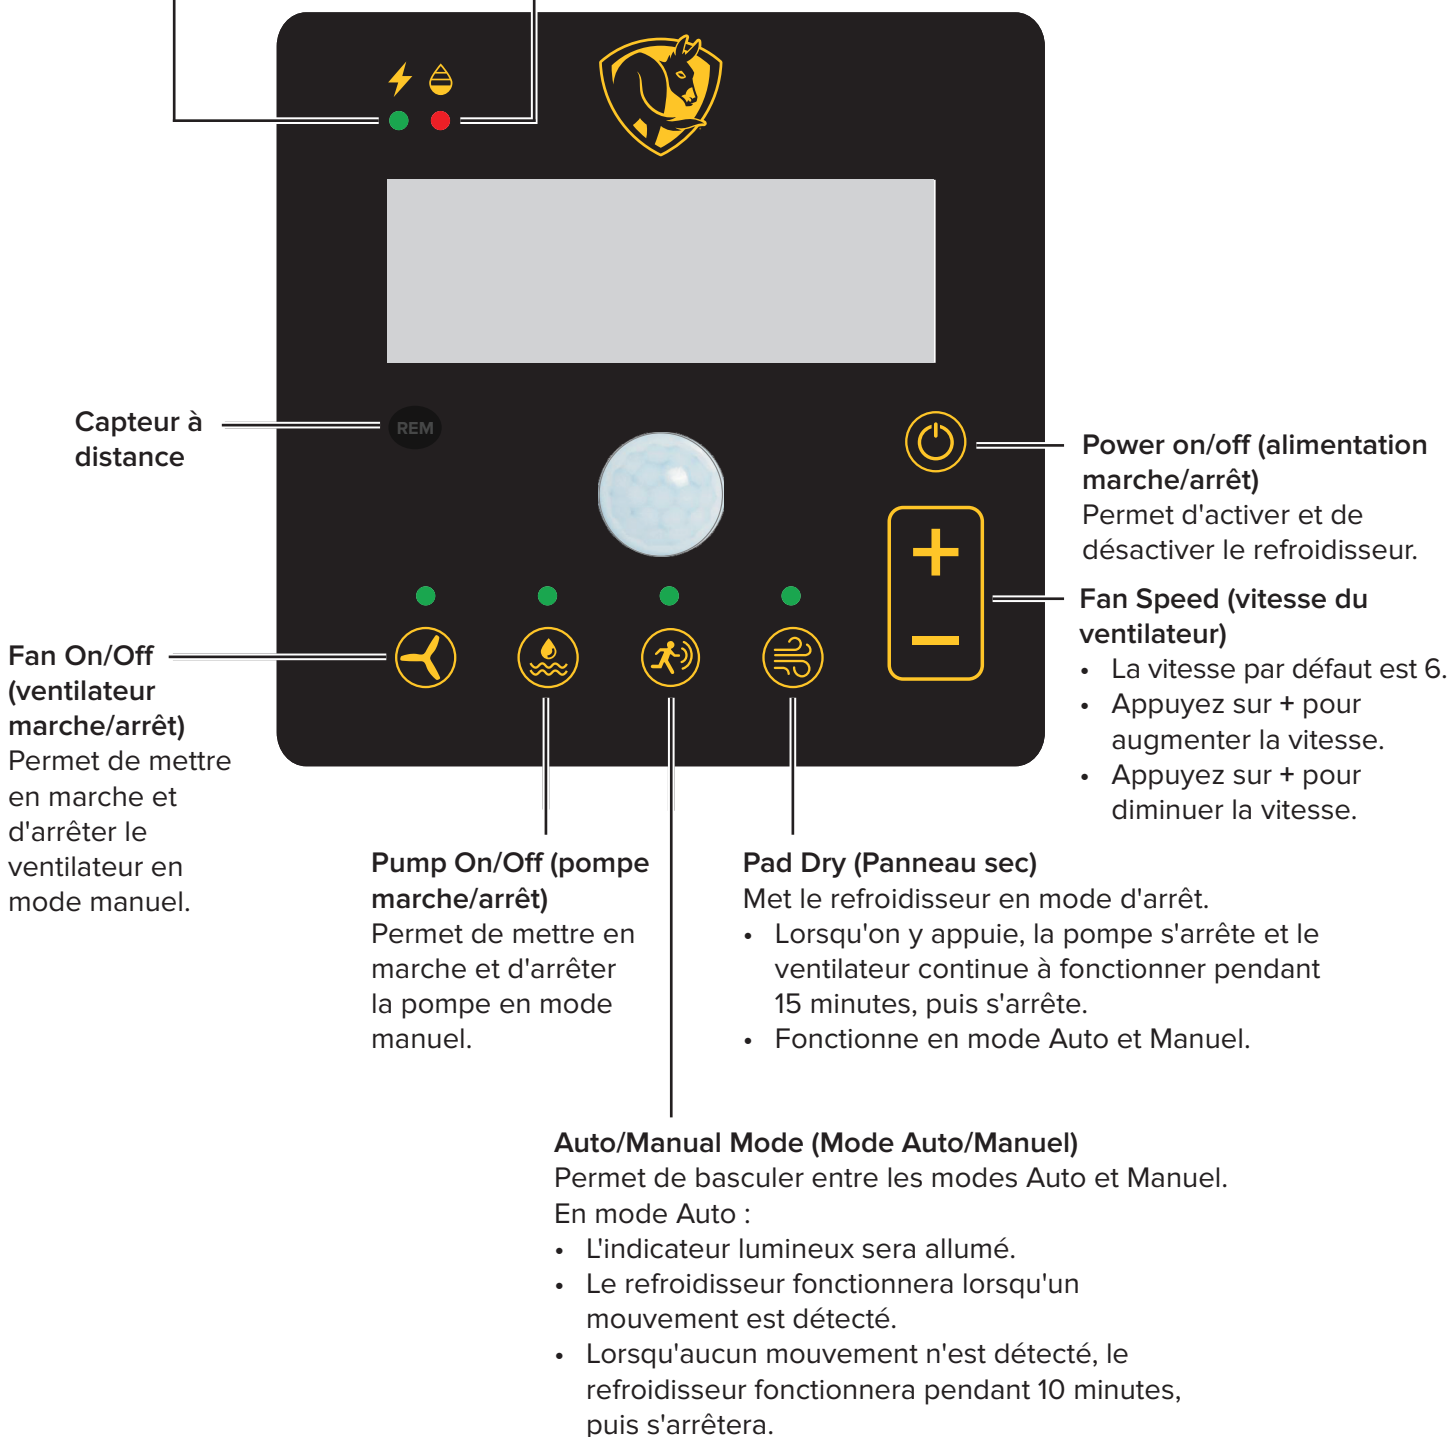 Capteur à
distance
REM
Power on/off (alimentation
marche/arrêt)
Permet d'activer et de
désactiver le refroidisseur.
Fan Speed (vitesse du
ventilateur)
• La vitesse par défaut est 6.
• Appuyez sur + pour
augmenter la vitesse.
• Appuyez sur + pour
diminuer la vitesse.
Fan On/Off
(ventilateur
marche/arrêt)
Permet de mettre
en marche et
d'arrêter le
ventilateur en
mode manuel.
Pump On/Off (pompe
marche/arrêt)
Permet de mettre en
marche et d'arrêter
la pompe en mode
manuel.
Pad Dry (Panneau sec)
Met le refroidisseur en mode d'arrêt.
• Lorsqu'on y appuie, la pompe s'arrête et le
ventilateur continue à fonctionner pendant
15 minutes, puis s'arrête.
• Fonctionne en mode Auto et Manuel.
Auto/Manual Mode (Mode Auto/Manuel)
Permet de basculer entre les modes Auto et Manuel.
En mode Auto :
• L'indicateur lumineux sera allumé.
• Le refroidisseur fonctionnera lorsqu'un
mouvement est détecté.
• Lorsqu'aucun mouvement n'est détecté, le
refroidisseur fonctionnera pendant 10 minutes,
puis s'arrêtera.